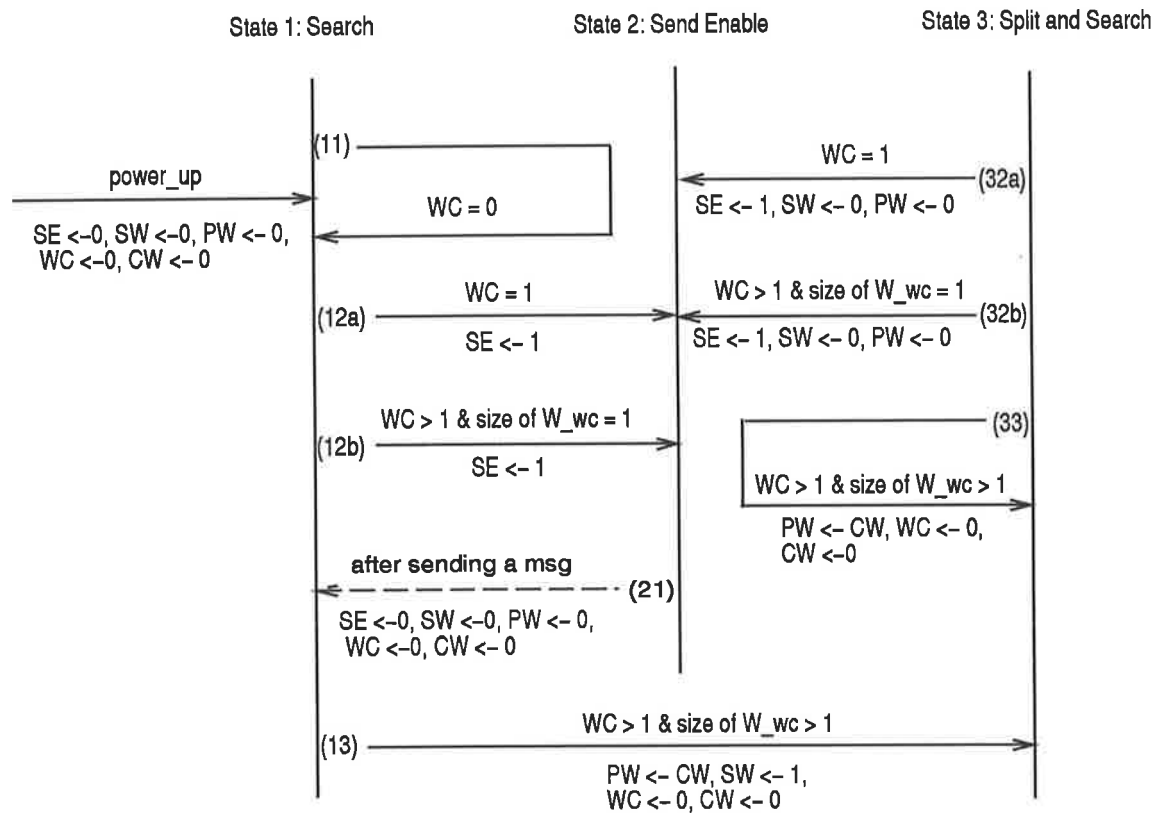 State 1: Search
State 2: Send Enable
State 3: Split and Search
(11)
WC = 0
power_up
SE <-0, SW <-0, PW <- 0,
WC <-0, CW <- 0
WC = 1
(32a)
SE <- 1, SW <- 0, PW <- 0
(12a)
WC = 1
SE <- 1
WC > 1 & size of W_wc = 1
(32b)
SE <- 1, SW <- 0, PW <- 0
(12b)
WC > 1 & size of W_wc = 1
SE <- 1
(33)
WC > 1 & size of W_wc > 1
PW <- CW, WC <- 0,
CW <-0
after sending a msg
(21)
SE <-0, SW <-0, PW <- 0,
WC <-0, CW <- 0
(13)
WC > 1 & size of W_wc > 1
PW <- CW, SW <- 1,
WC <- 0, CW <- 0